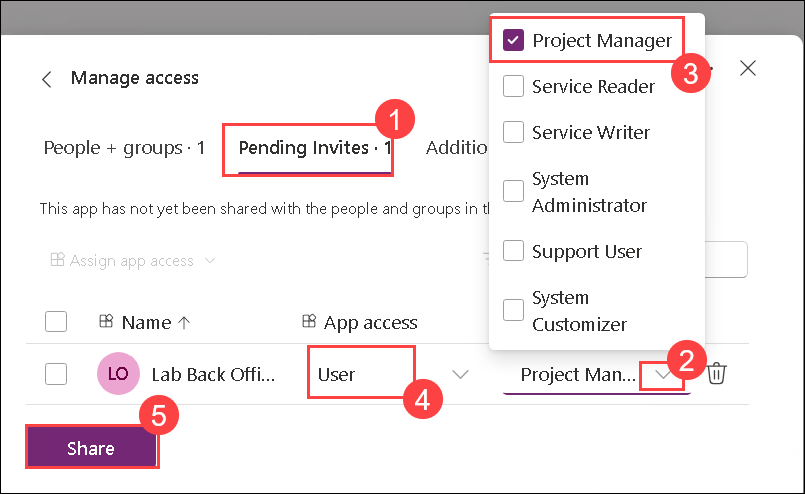 Project Manager
3
Service Reader
Service Writer
System
Administrator
Support User
System
Customizer
Manage access
1
People + groups · 1
Pending Invites · 1
Additio
This app has not yet been shared with the people and groups in th
Assign app access
Name ↑
App access
LO
Lab Back Offi...
User
Project Man...
2
4
5
Share